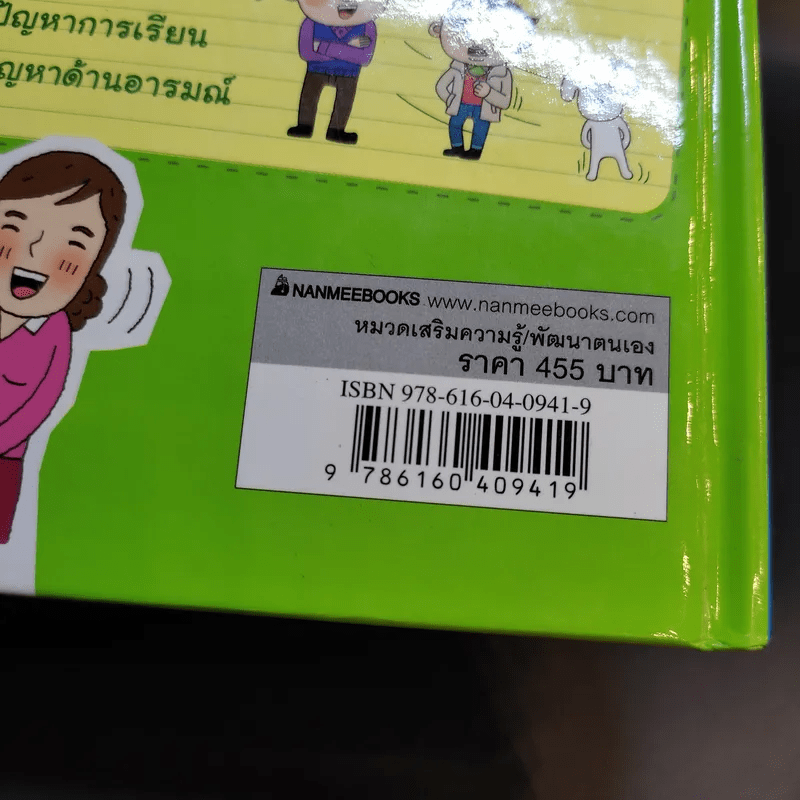 ปัญหาการเรียน
ปัญหาด้านอารมณ์
NANMEEBOOKS www.nanmeebooks.com
หมวดเสริมความรู้/พัฒนาตนเอง
ราคา 455 บาท
ISBN 978-616-04-0941-9
9 786160 409419